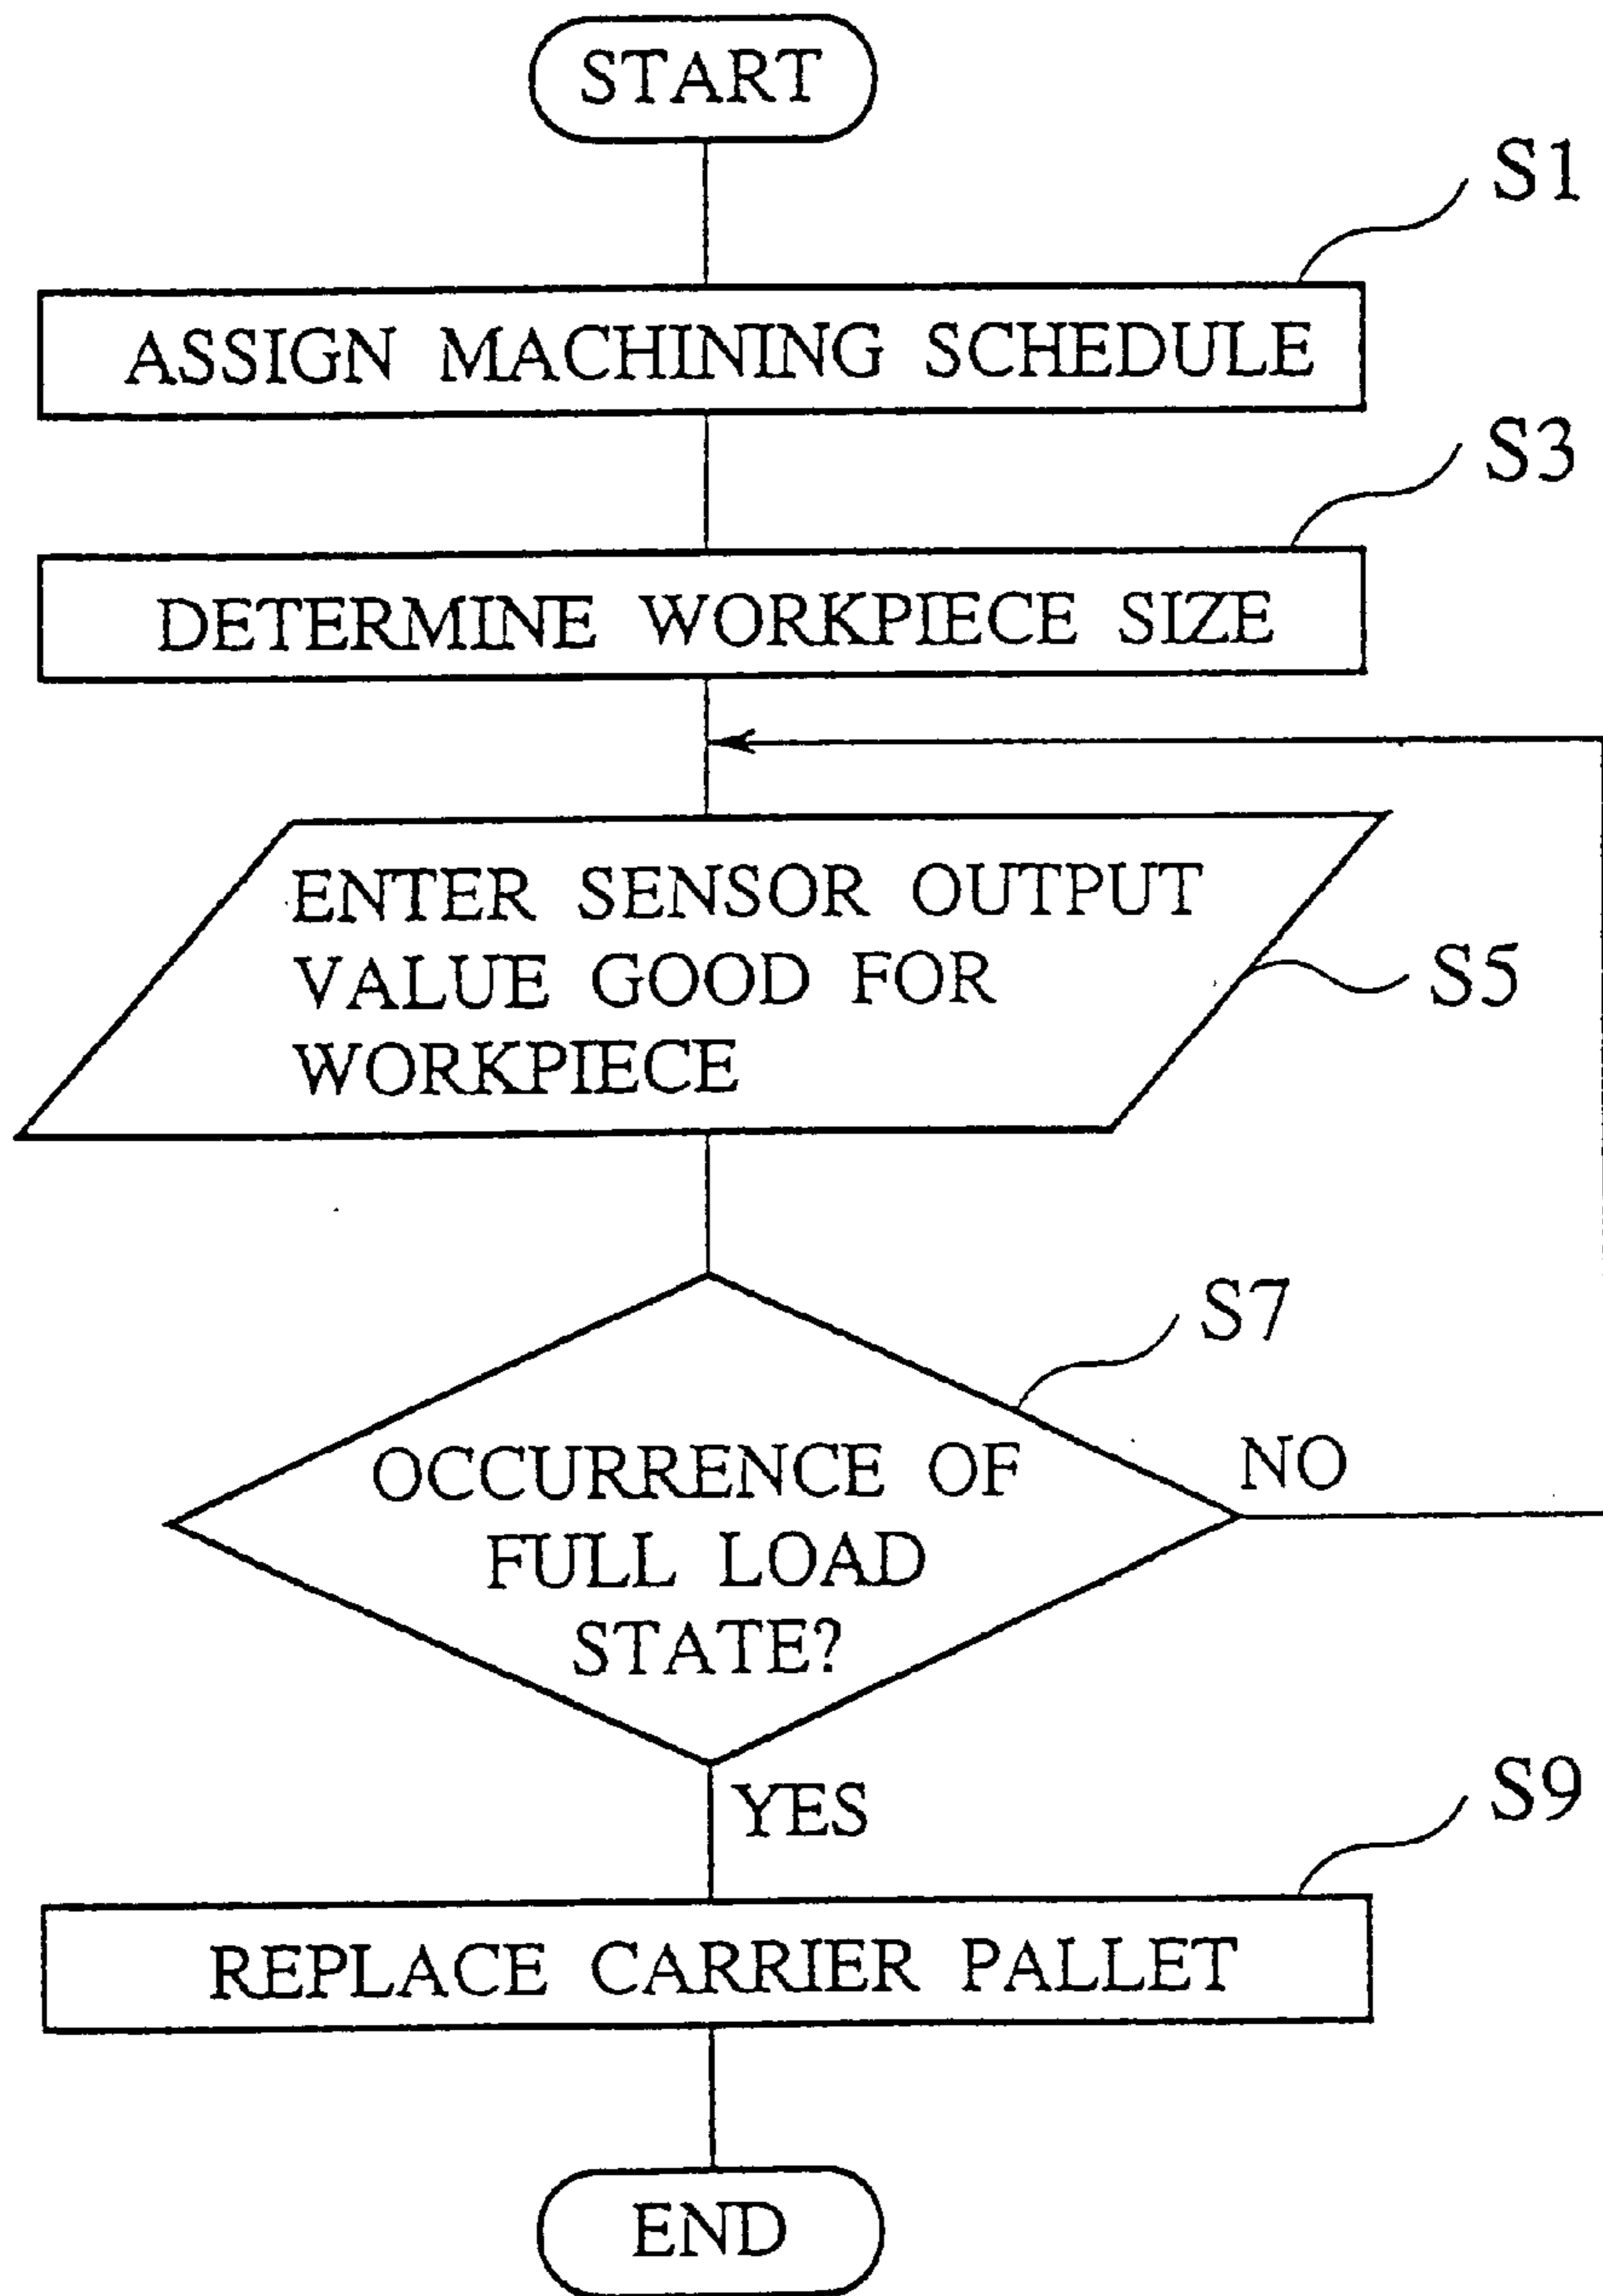 START
S1
ASSIGN MACHINING SCHEDULE
S3
DETERMINE WORKPIECE SIZE
ENTER SENSOR OUTPUT
VALUE GOOD FOR
WORKPIECE
S5
S7
OCCURRENCE OF
FULL LOAD
STATE?
NO
YES
S9
REPLACE CARRIER PALLET
END